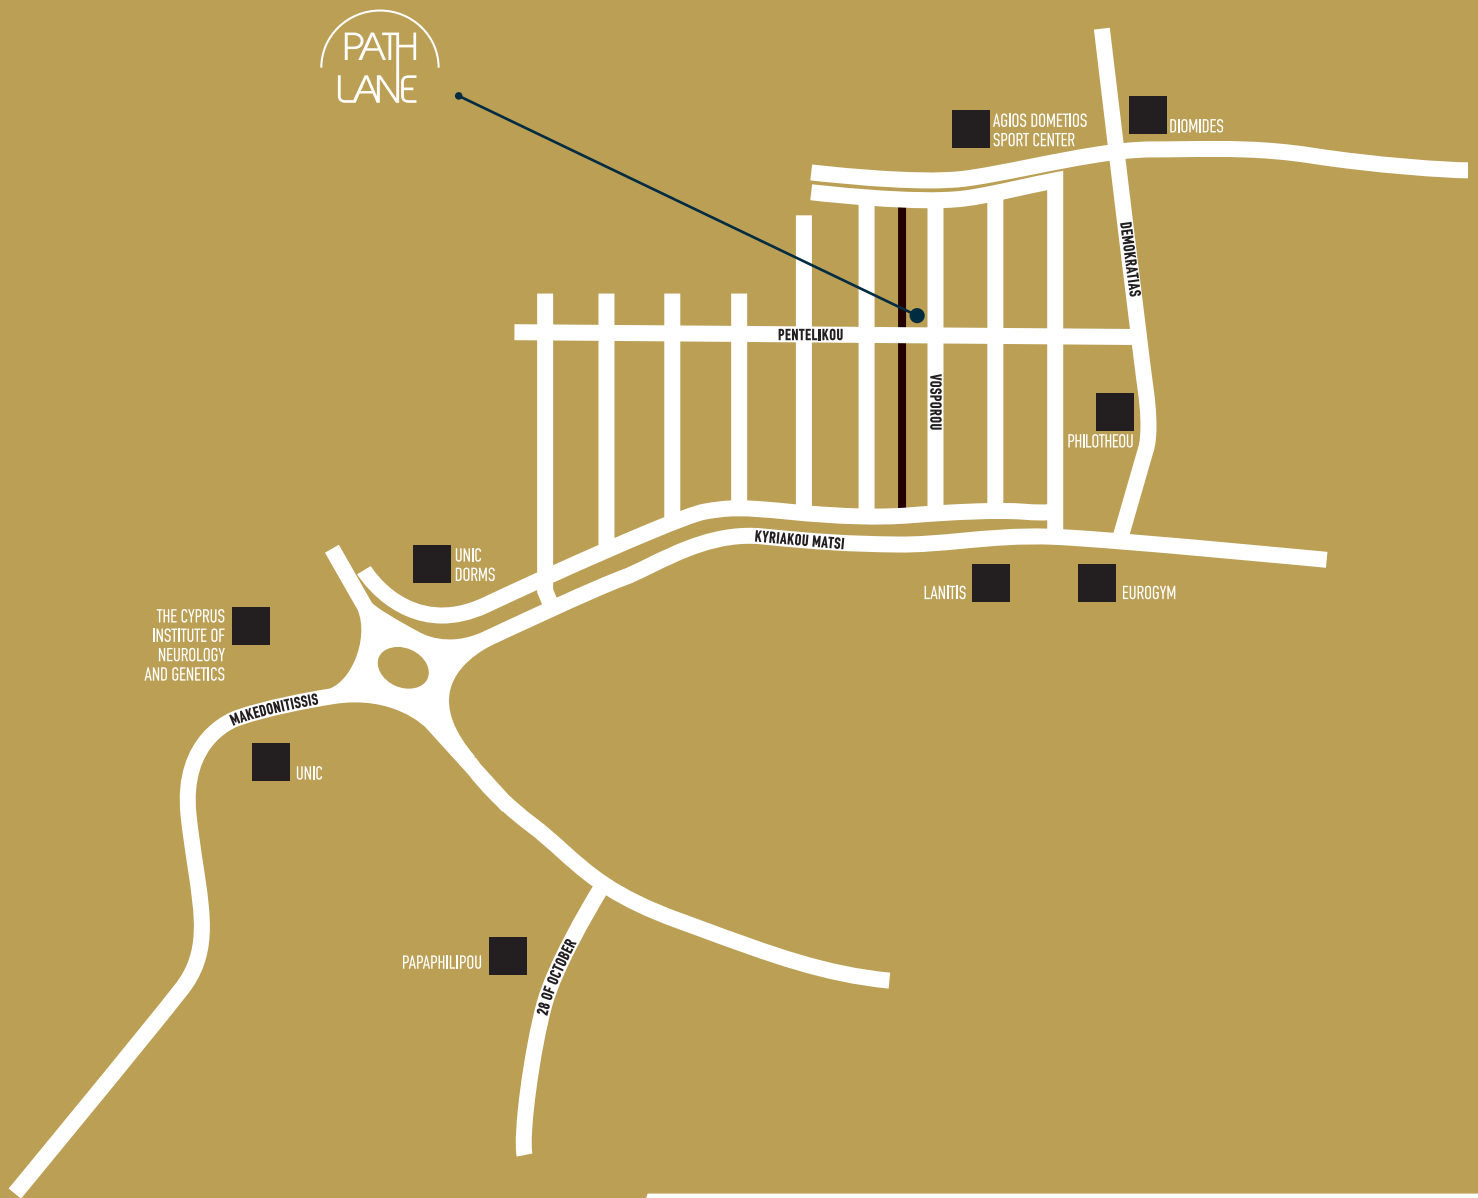 PATH
LANE
AGIOS DOMETIOS
SPORT CENTER
DIOMIDES
DEMOKRATIAS
PENTELIKOU
VOSPOROU
PHILOTHEOU
KYRIAKOU MATSI
UNIC
DORMS
LANITIS
EUROGYM
THE CYPRUS
INSTITUTE OF
NEUROLOGY
AND GENETICS
MAKEDONITISSIS
UNIC
PAPAPHILIPOU
28 OF OCTOBER